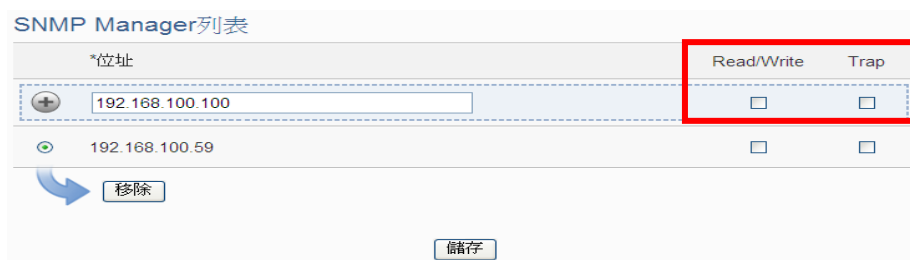 SNMP Manager列表
*位址 Read/Write Trap
192.168.100.100
192.168.100.59
移除
儲存